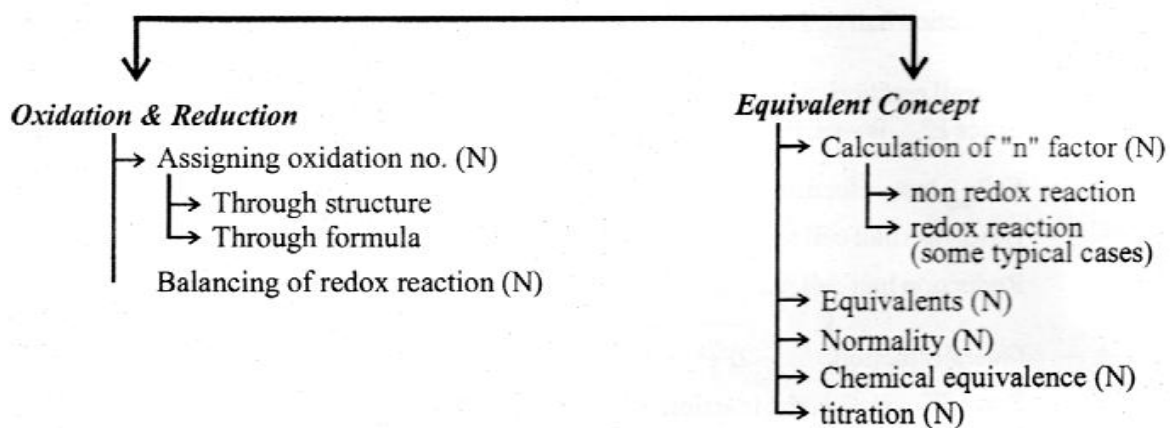 Oxidation & Reduction
Assigning oxidation no. (N)
Through structure
Through formula
Balancing of redox reaction (N)
Equivalent Concept
Calculation of "n" factor (N)
non redox reaction
redox reaction
(some typical cases)
Equivalents (N)
Normality (N)
Chemical equivalence (N)
titration (N)